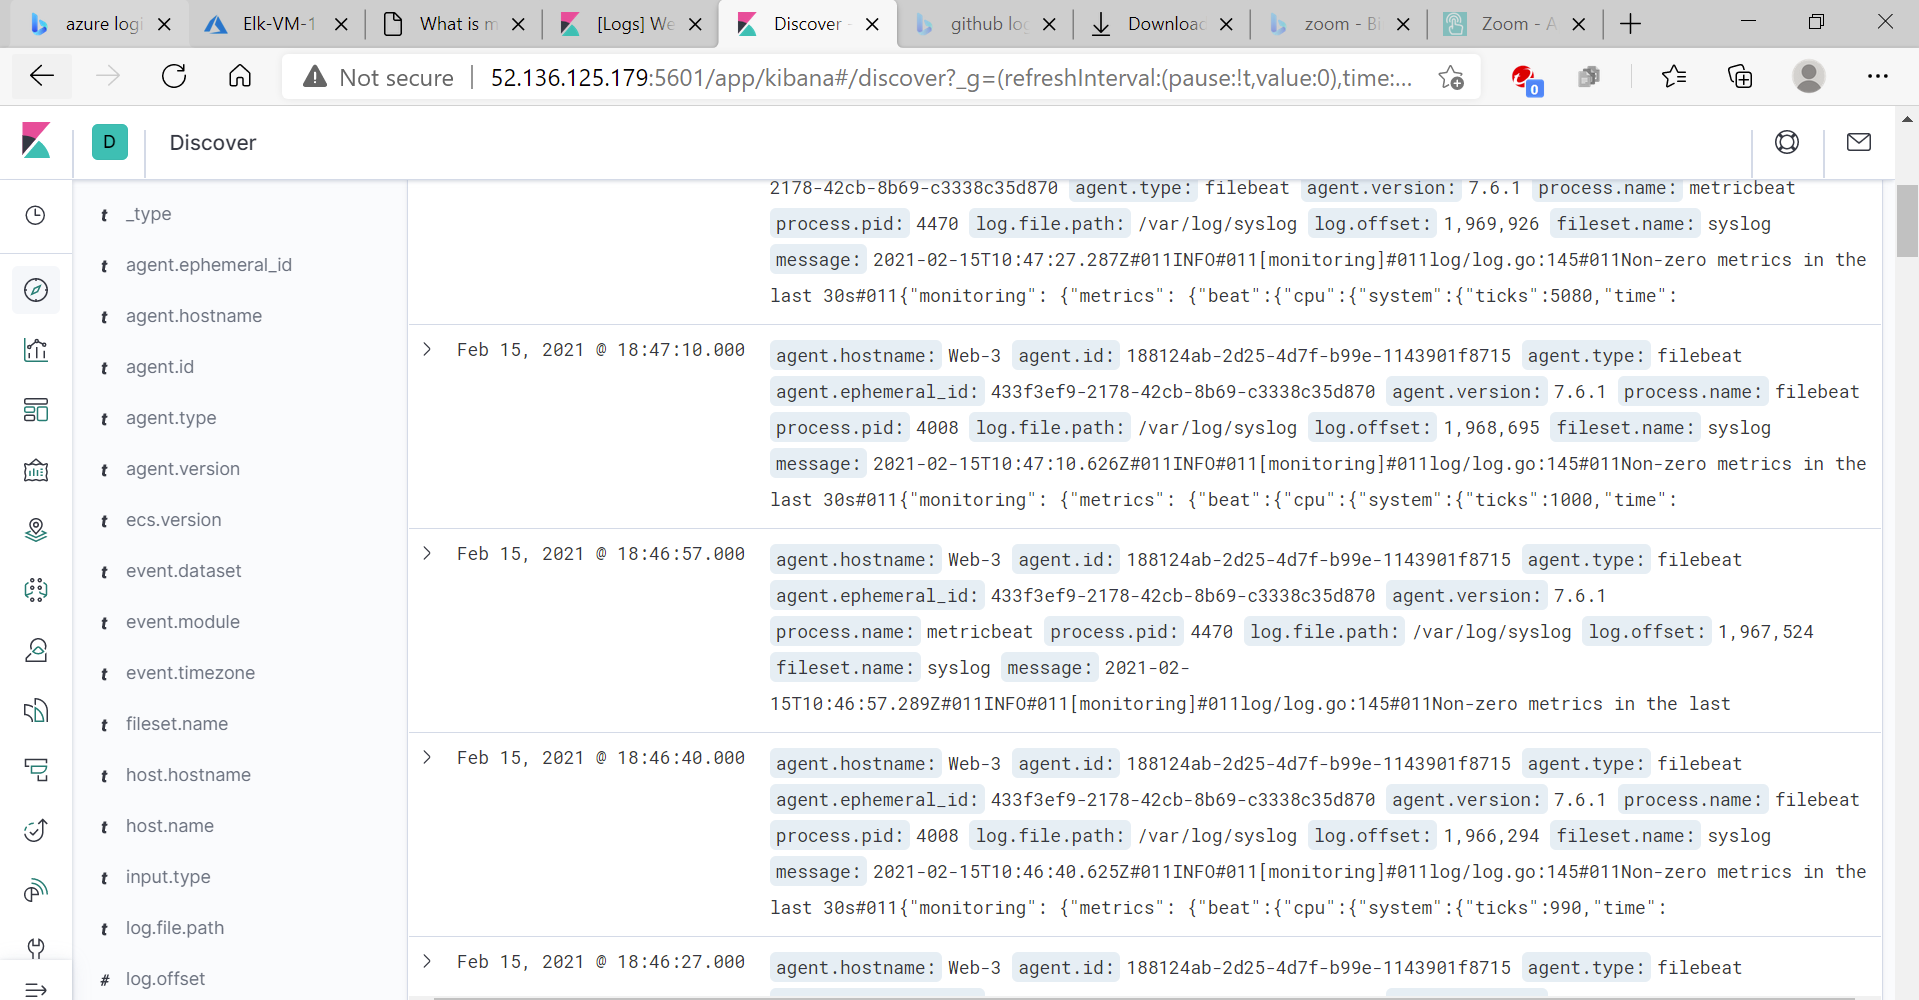 azure logi
Elk-VM-1
What is m
[Logs] We
Discover -
github log
Download
zoom - Bi
Zoom - A
Not secure
52.136.125.179:5601/app/kibana#/discover?_g=(refreshInterval:(pause:!t,value:0),time:...
0
D
Discover
t _type
t agent.ephemeral_id
t agent.hostname
t agent.id
t agent.type
t agent.version
t ecs.version
t event.dataset
t event.module
t event.timezone
t fileset.name
t host.hostname
t host.name
t input.type
t log.file.path
# log.offset
2178-42cb-8b69-c3338c35d870 agent.type: filebeat agent.version: 7.6.1 process.name: metricbeat
process.pid: 4470 log.file.path: /var/log/syslog log.offset: 1,969,926 fileset.name: syslog
message: 2021-02-15T10:47:27.287Z#011INFO#011[monitoring]#011log/log.go:145#011Non-zero metrics in the
last 30s#011{"monitoring": {"metrics": {"beat":{"cpu":{"system":{"ticks":5080,"time":
Feb 15, 2021 @ 18:47:10.000
agent.hostname: Web-3 agent.id: 188124ab-2d25-4d7f-b99e-1143901f8715 agent.type: filebeat
agent.ephemeral_id: 433f3ef9-2178-42cb-8b69-c3338c35d870 agent.version: 7.6.1 process.name: filebeat
process.pid: 4008 log.file.path: /var/log/syslog log.offset: 1,968,695 fileset.name: syslog
message: 2021-02-15T10:47:10.626Z#011INFO#011[monitoring]#011log/log.go:145#011Non-zero metrics in the
last 30s#011{"monitoring": {"metrics": {"beat":{"cpu":{"system":{"ticks":1000,"time":
Feb 15, 2021 @ 18:46:57.000
agent.hostname: Web-3 agent.id: 188124ab-2d25-4d7f-b99e-1143901f8715 agent.type: filebeat
agent.ephemeral_id: 433f3ef9-2178-42cb-8b69-c3338c35d870 agent.version: 7.6.1
process.name: metricbeat process.pid: 4470 log.file.path: /var/log/syslog log.offset: 1,967,524
fileset.name: syslog message: 2021-02-
15T10:46:57.289Z#011INFO#011[monitoring]#011log/log.go:145#011Non-zero metrics in the last
Feb 15, 2021 @ 18:46:40.000
agent.hostname: Web-3 agent.id: 188124ab-2d25-4d7f-b99e-1143901f8715 agent.type: filebeat
agent.ephemeral_id: 433f3ef9-2178-42cb-8b69-c3338c35d870 agent.version: 7.6.1 process.name: filebeat
process.pid: 4008 log.file.path: /var/log/syslog log.offset: 1,966,294 fileset.name: syslog
message: 2021-02-15T10:46:40.625Z#011INFO#011[monitoring]#011log/log.go:145#011Non-zero metrics in the
last 30s#011{"monitoring": {"metrics": {"beat":{"cpu":{"system":{"ticks":990,"time":
Feb 15, 2021 @ 18:46:27.000
agent.hostname: Web-3 agent.id: 188124ab-2d25-4d7f-b99e-1143901f8715 agent.type: filebeat